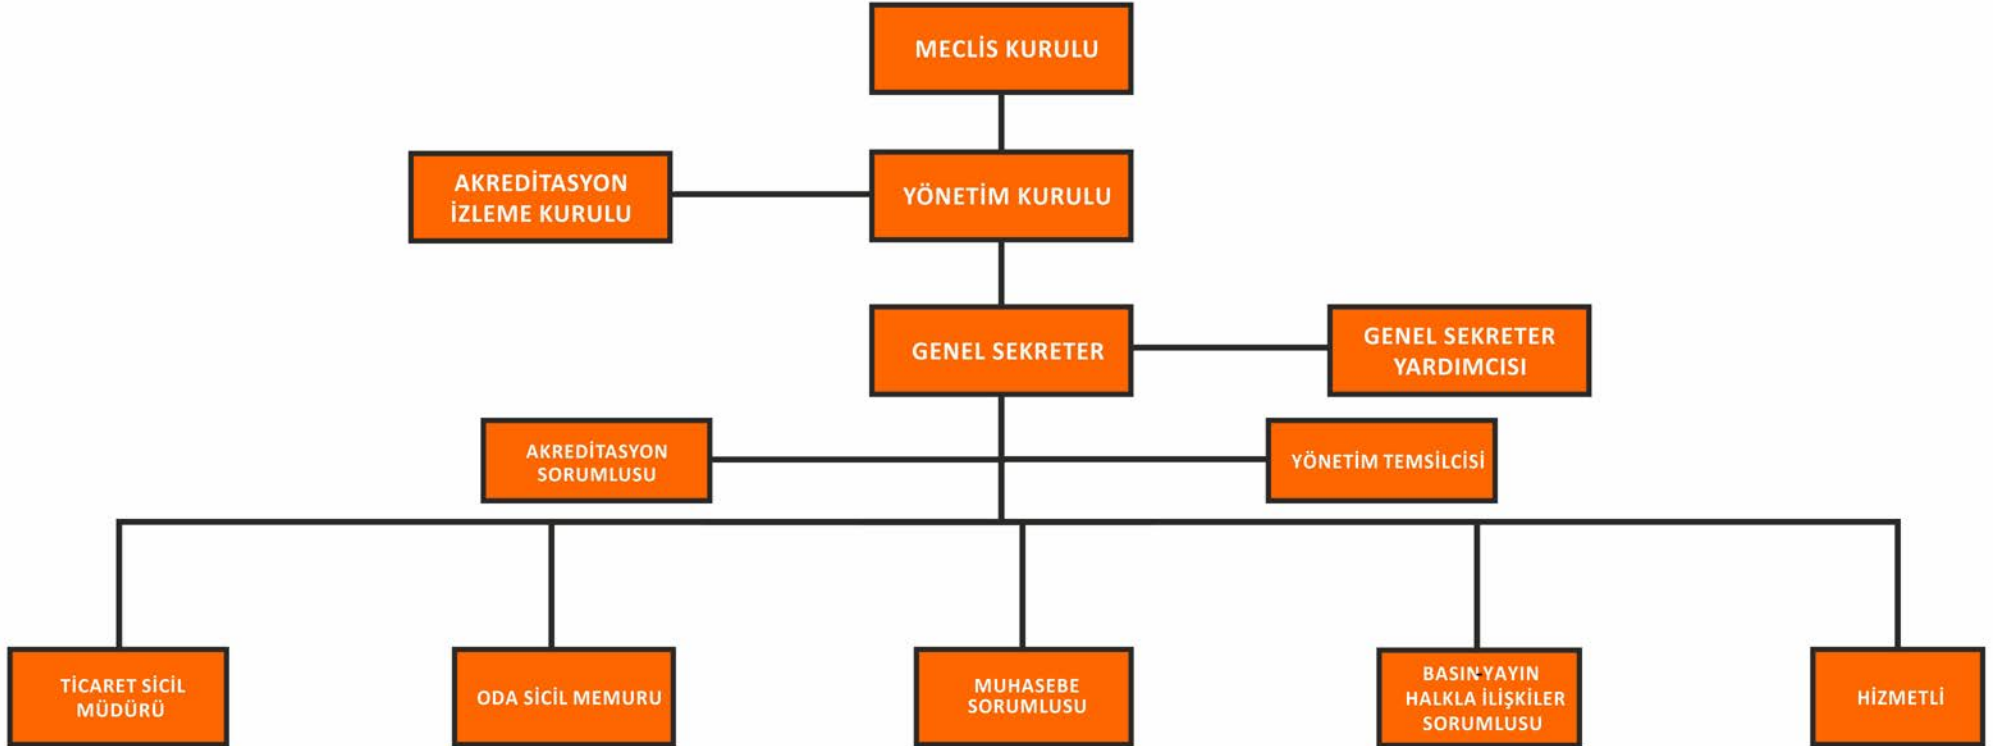 MECLİS KURULU
AKREDİTASYON
İZLEME KURULU
YÖNETİM KURULU
GENEL SEKRETER
GENEL SEKRETER
YARDIMCISI
AKREDİTASYON
SORUMLUSU
YÖNETİM TEMSİLCİSİ
TİCARET SİCİL
MÜDÜRÜ
ODA SİCİL MEMURU
MUHASEBE
SORUMLUSU
BASIN-YAYIN
HALKLA İLİŞKİLER
SORUMLUSU
HİZMETLİ